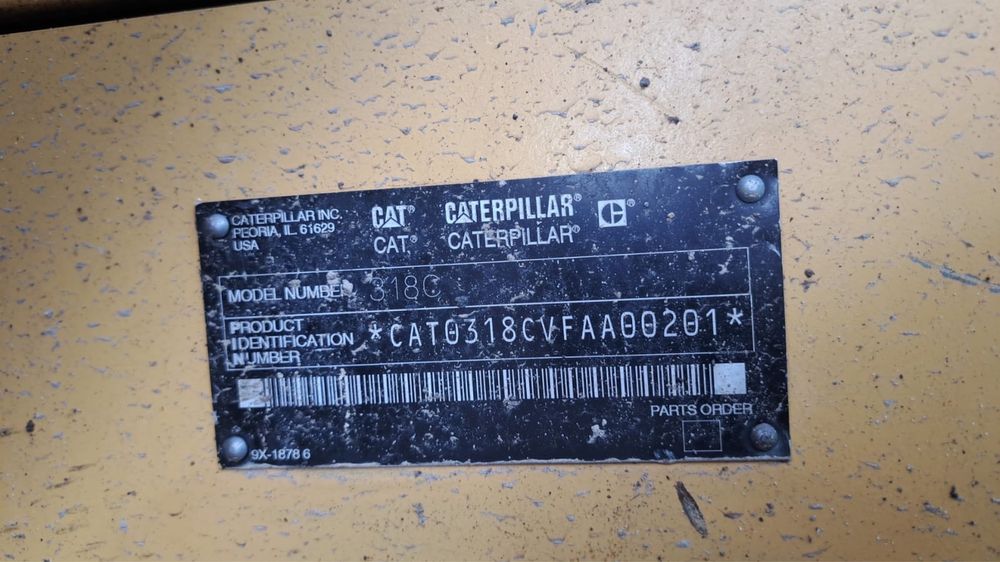 CATERPILLAR INC.
PEORIA, IL 61629
USA
CAT® CATERPILLAR® C®
CAT® CATERPILLAR®
MODEL NUMBER 318C
PRODUCT
IDENTIFICATION
NUMBER
*CAT0318CVFAA00201*
PARTS ORDER
9X-1878 6